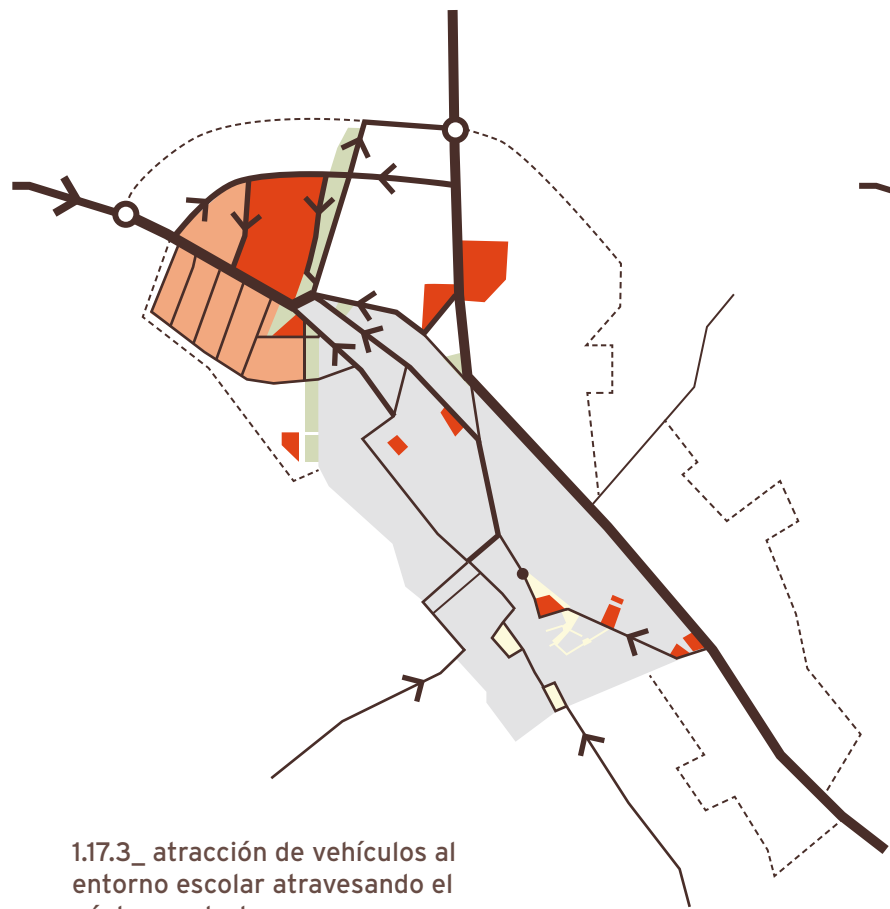 1.17.3_ atracción de vehículos al
entorno escolar atravesando el